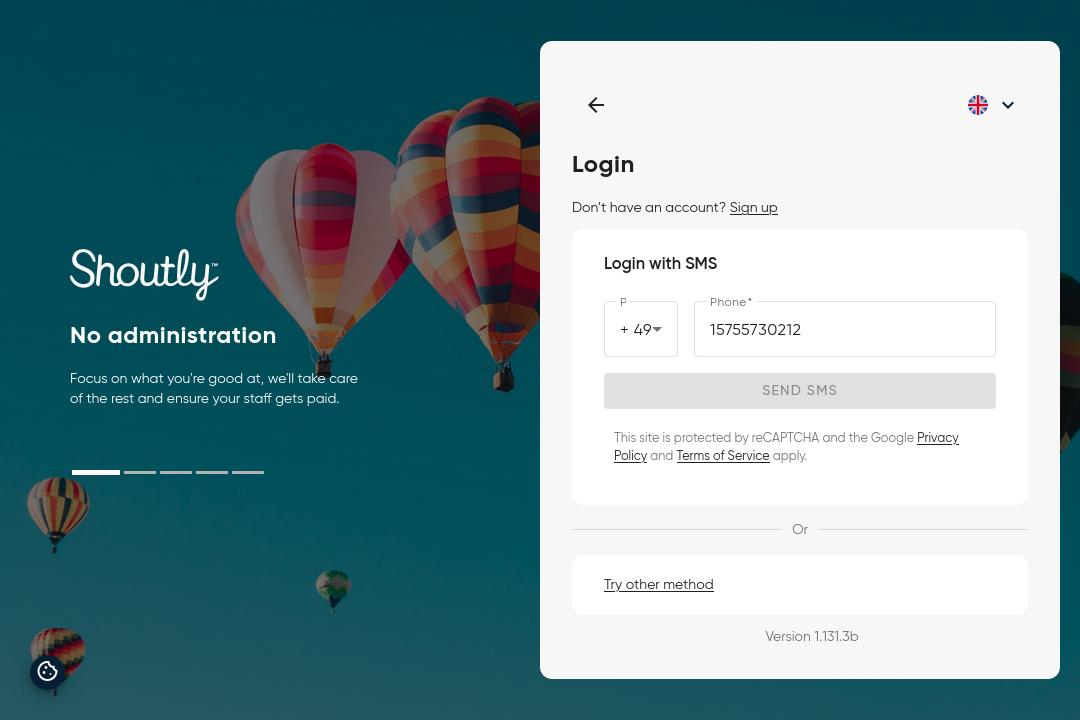 Shoutly™
No administration
Focus on what you're good at, we'll take care
of the rest and ensure your staff gets paid.
Login
Don't have an account? Sign up
Login with SMS
P
Phone*
+ 49
15755730212
SEND SMS
This site is protected by reCAPTCHA and the Google Privacy
Policy and Terms of Service apply.
Or
Try other method
Version 1.131.3b